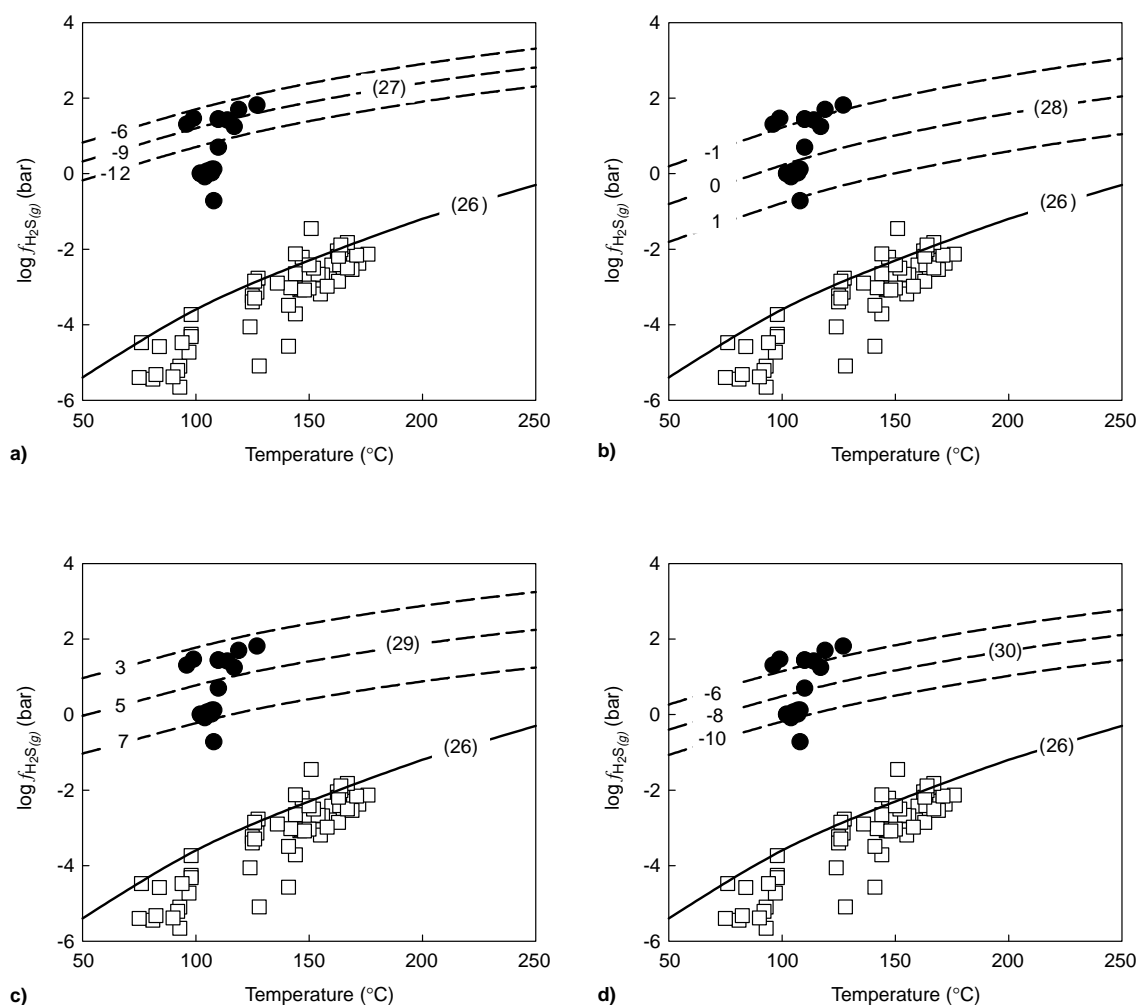 4
2
0
-2
-4
-6
log fH2S(g) (bar)
-6
-9
-12
(27)
(26)
50 100 150 200 250
Temperature (°C)
a)
4
2
0
-2
-4
-6
log fH2S(g) (bar)
-1
0
1
(28)
(26)
50 100 150 200 250
Temperature (°C)
b)
4
2
0
-2
-4
-6
log fH2S(g) (bar)
3
5
7
(29)
(26)
50 100 150 200 250
Temperature (°C)
c)
4
2
0
-2
-4
-6
log fH2S(g) (bar)
-6
-8
-10
(30)
(26)
50 100 150 200 250
Temperature (°C)
d)